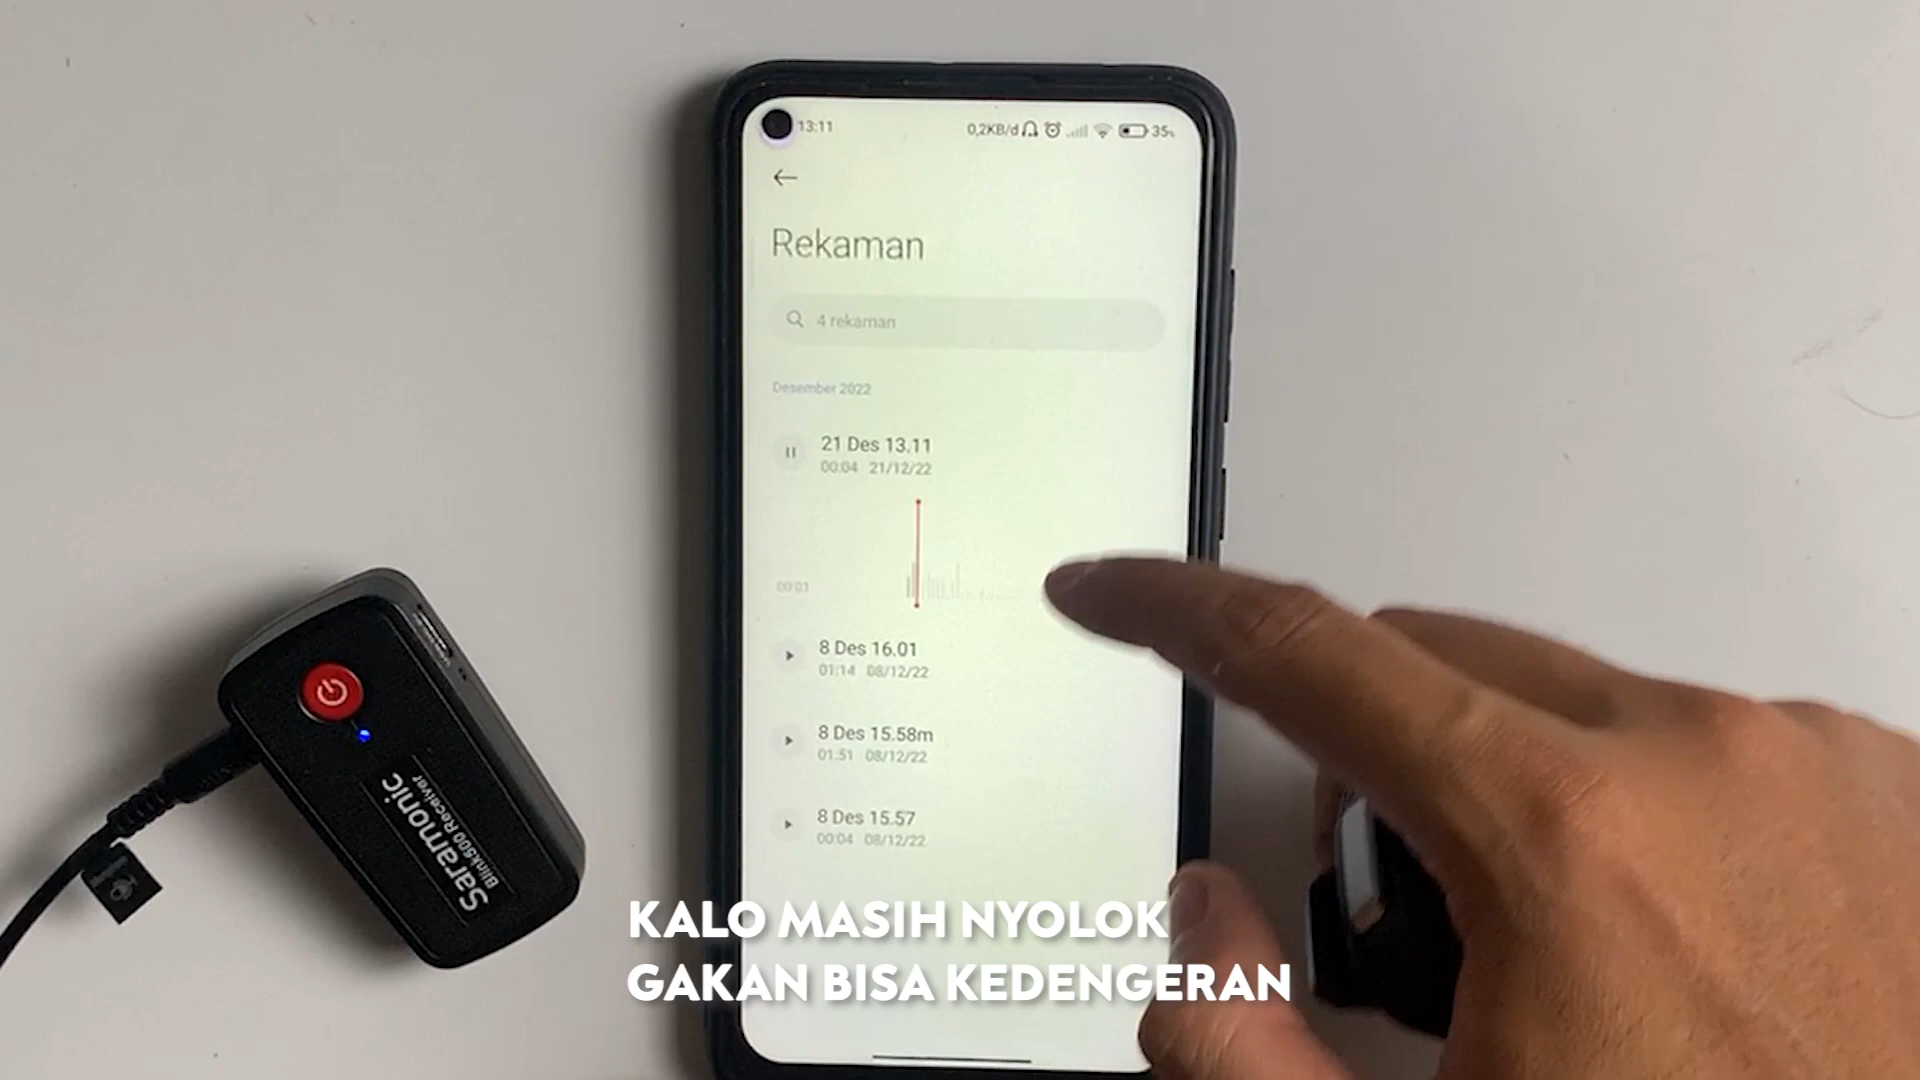 13:11
0,2KB/d 35%
Rekaman
4 rekaman
Desember 2022
21 Des 13.11
00:04 21/12/22
00:01
8 Des 16.01
01:14 08/12/22
8 Des 15.58m
01:51 08/12/22
8 Des 15.57
00:04 08/12/22
Saramonic
Blink500 Receiver
KALO MASIH NYOLOK
GAKAN BISA KEDENGERAN